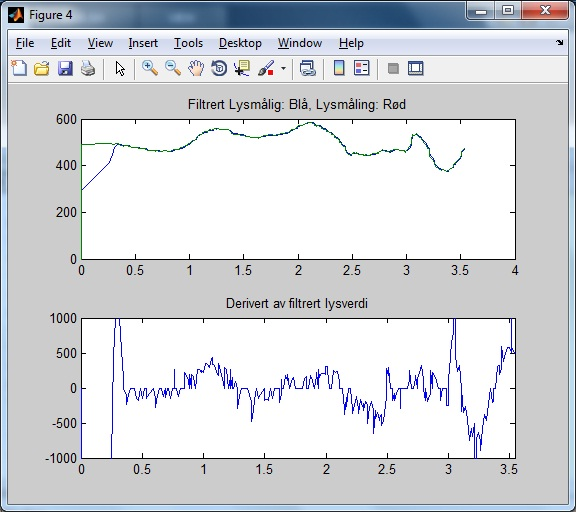 Figure 4
File Edit View Insert Tools Desktop Window Help
Filtrert Lysmålig: Blå, Lysmåling: Rød
600
400
200
0
0 0.5 1 1.5 2 2.5 3 3.5 4
Derivert av filtrert lysverdi
1000
500
0
-500
-1000
0 0.5 1 1.5 2 2.5 3 3.5